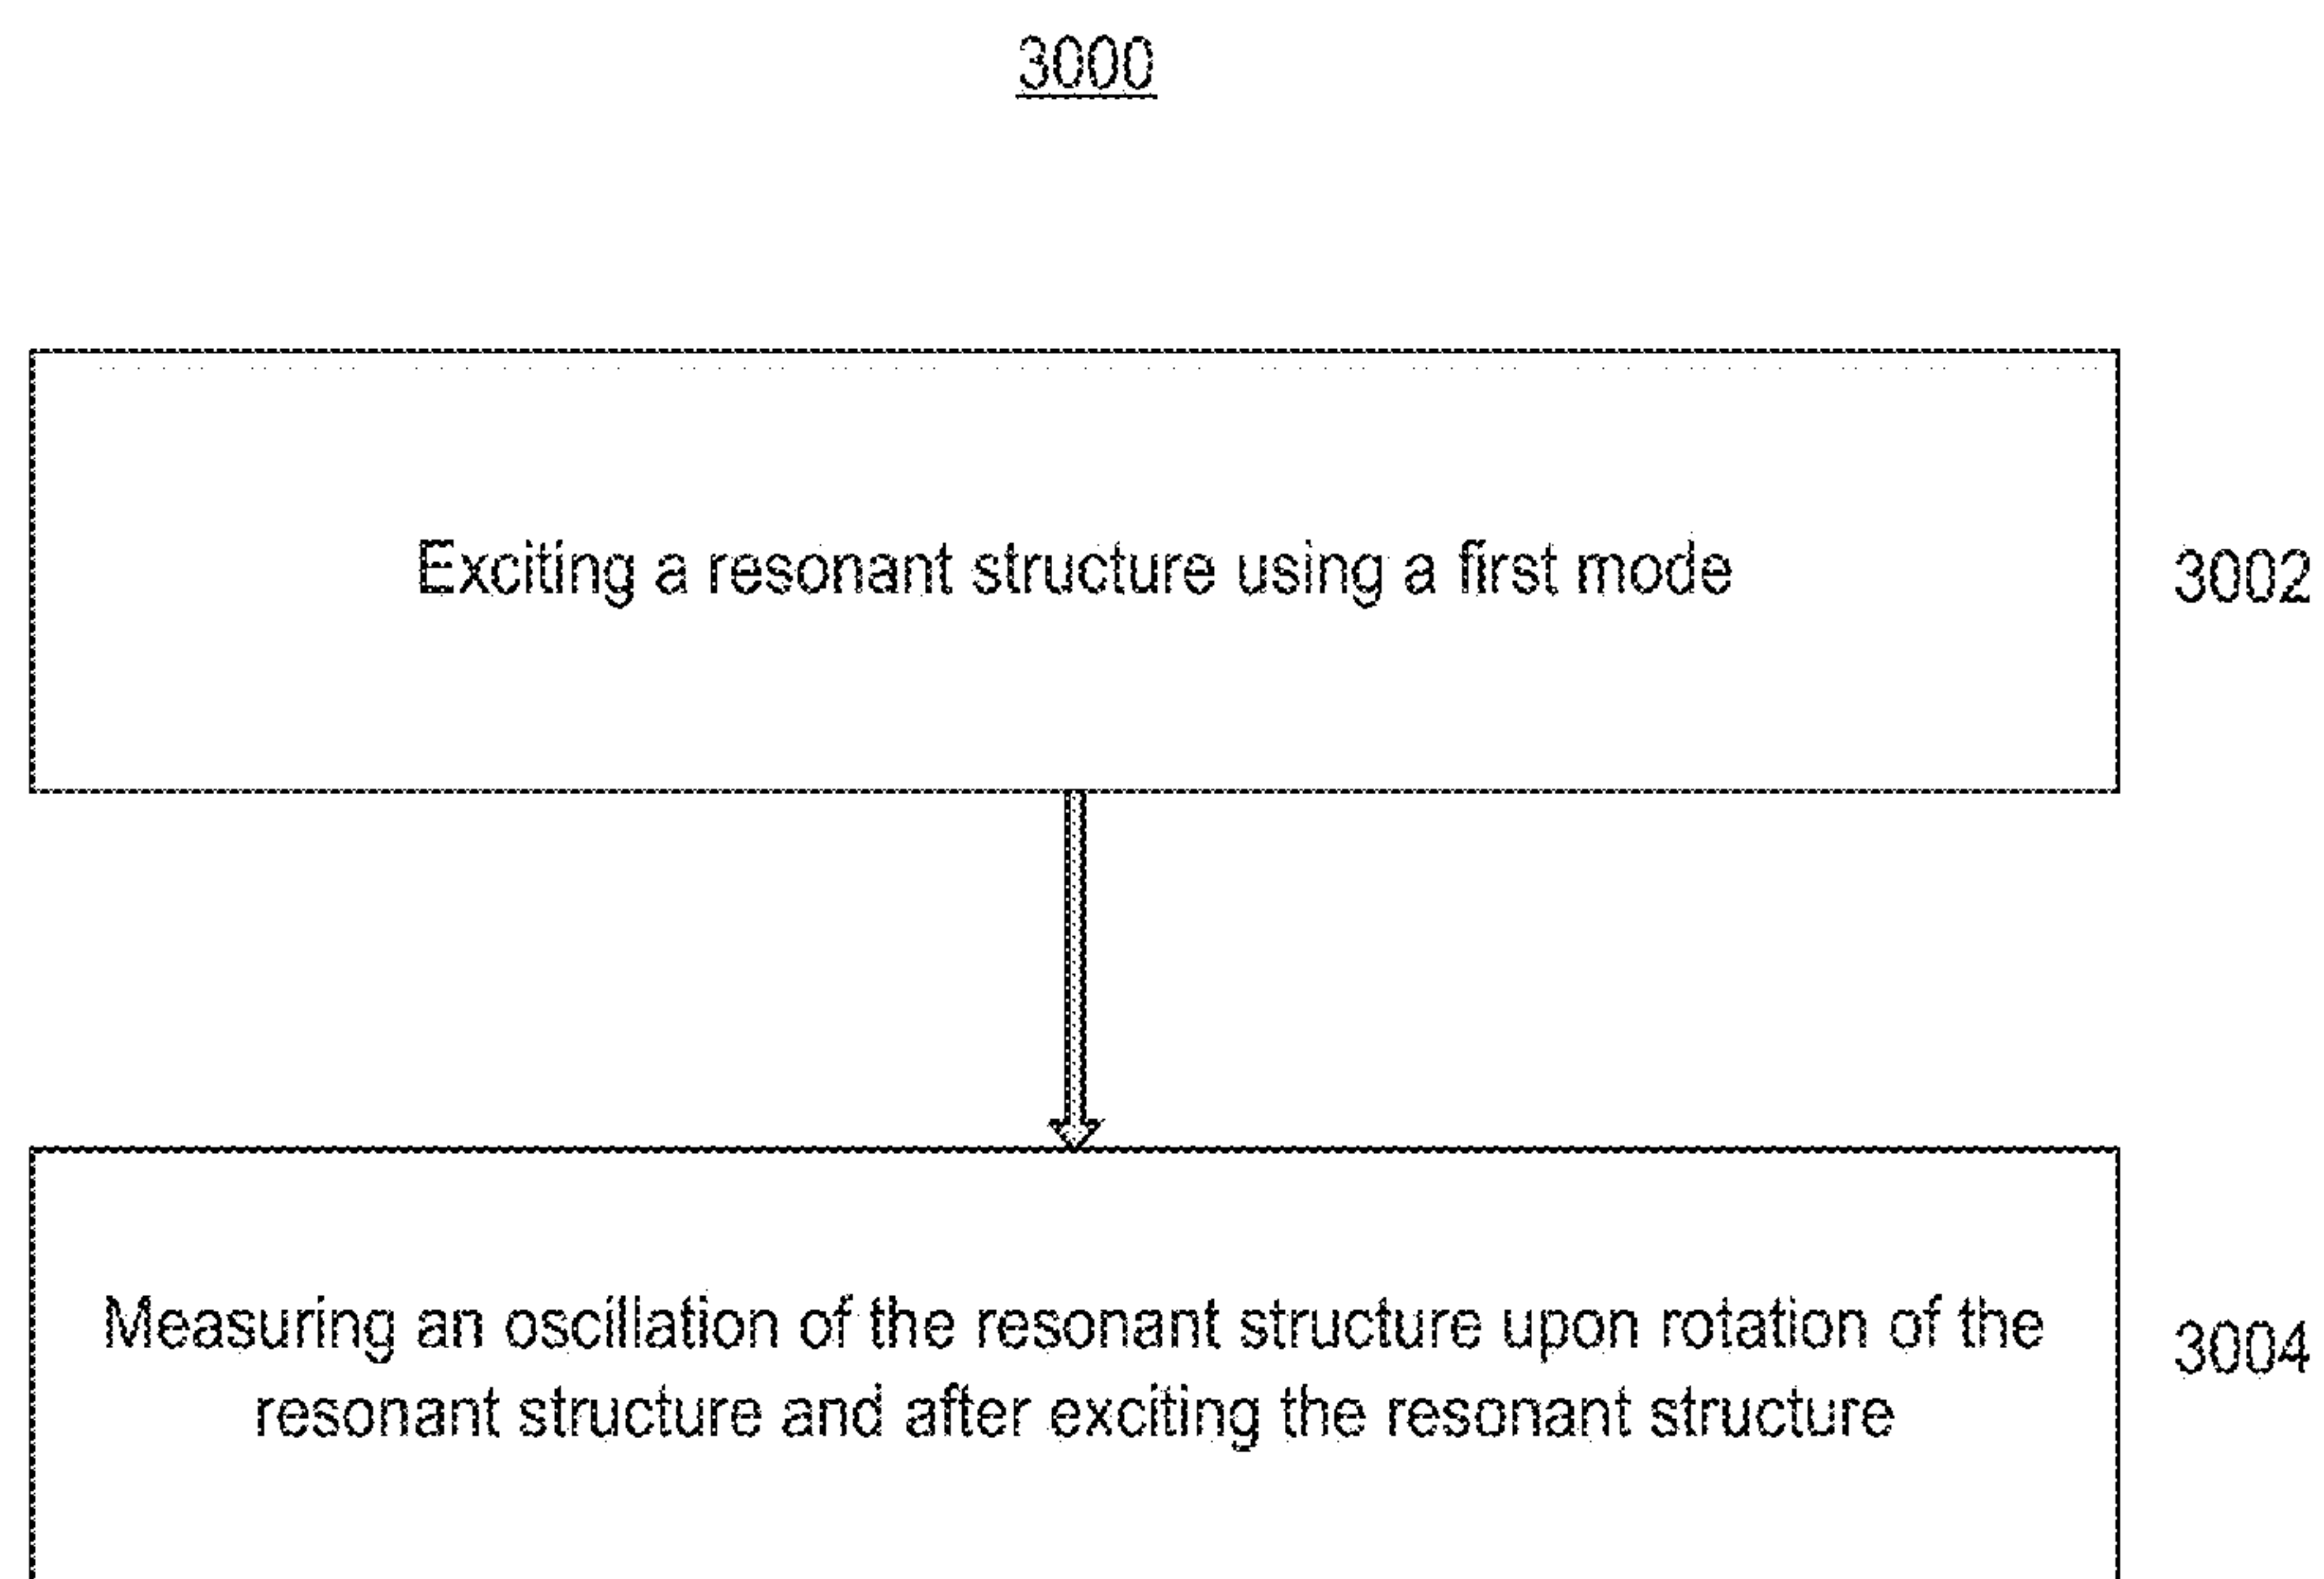 3000
Exciting a resonant structure using a first mode
3002
Measuring an oscillation of the resonant structure upon rotation of the
resonant structure and after exciting the resonant structure
3004